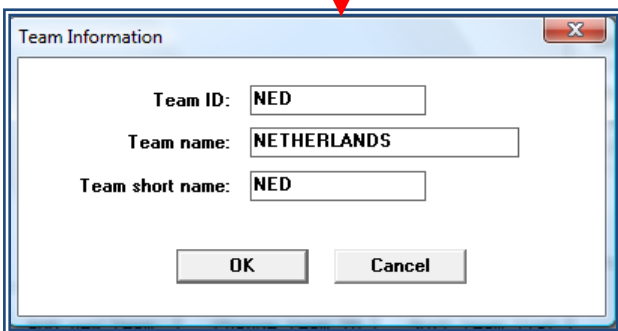 Team Information
Team ID: NED
Team name: NETHERLANDS
Team short name: NED
OK Cancel